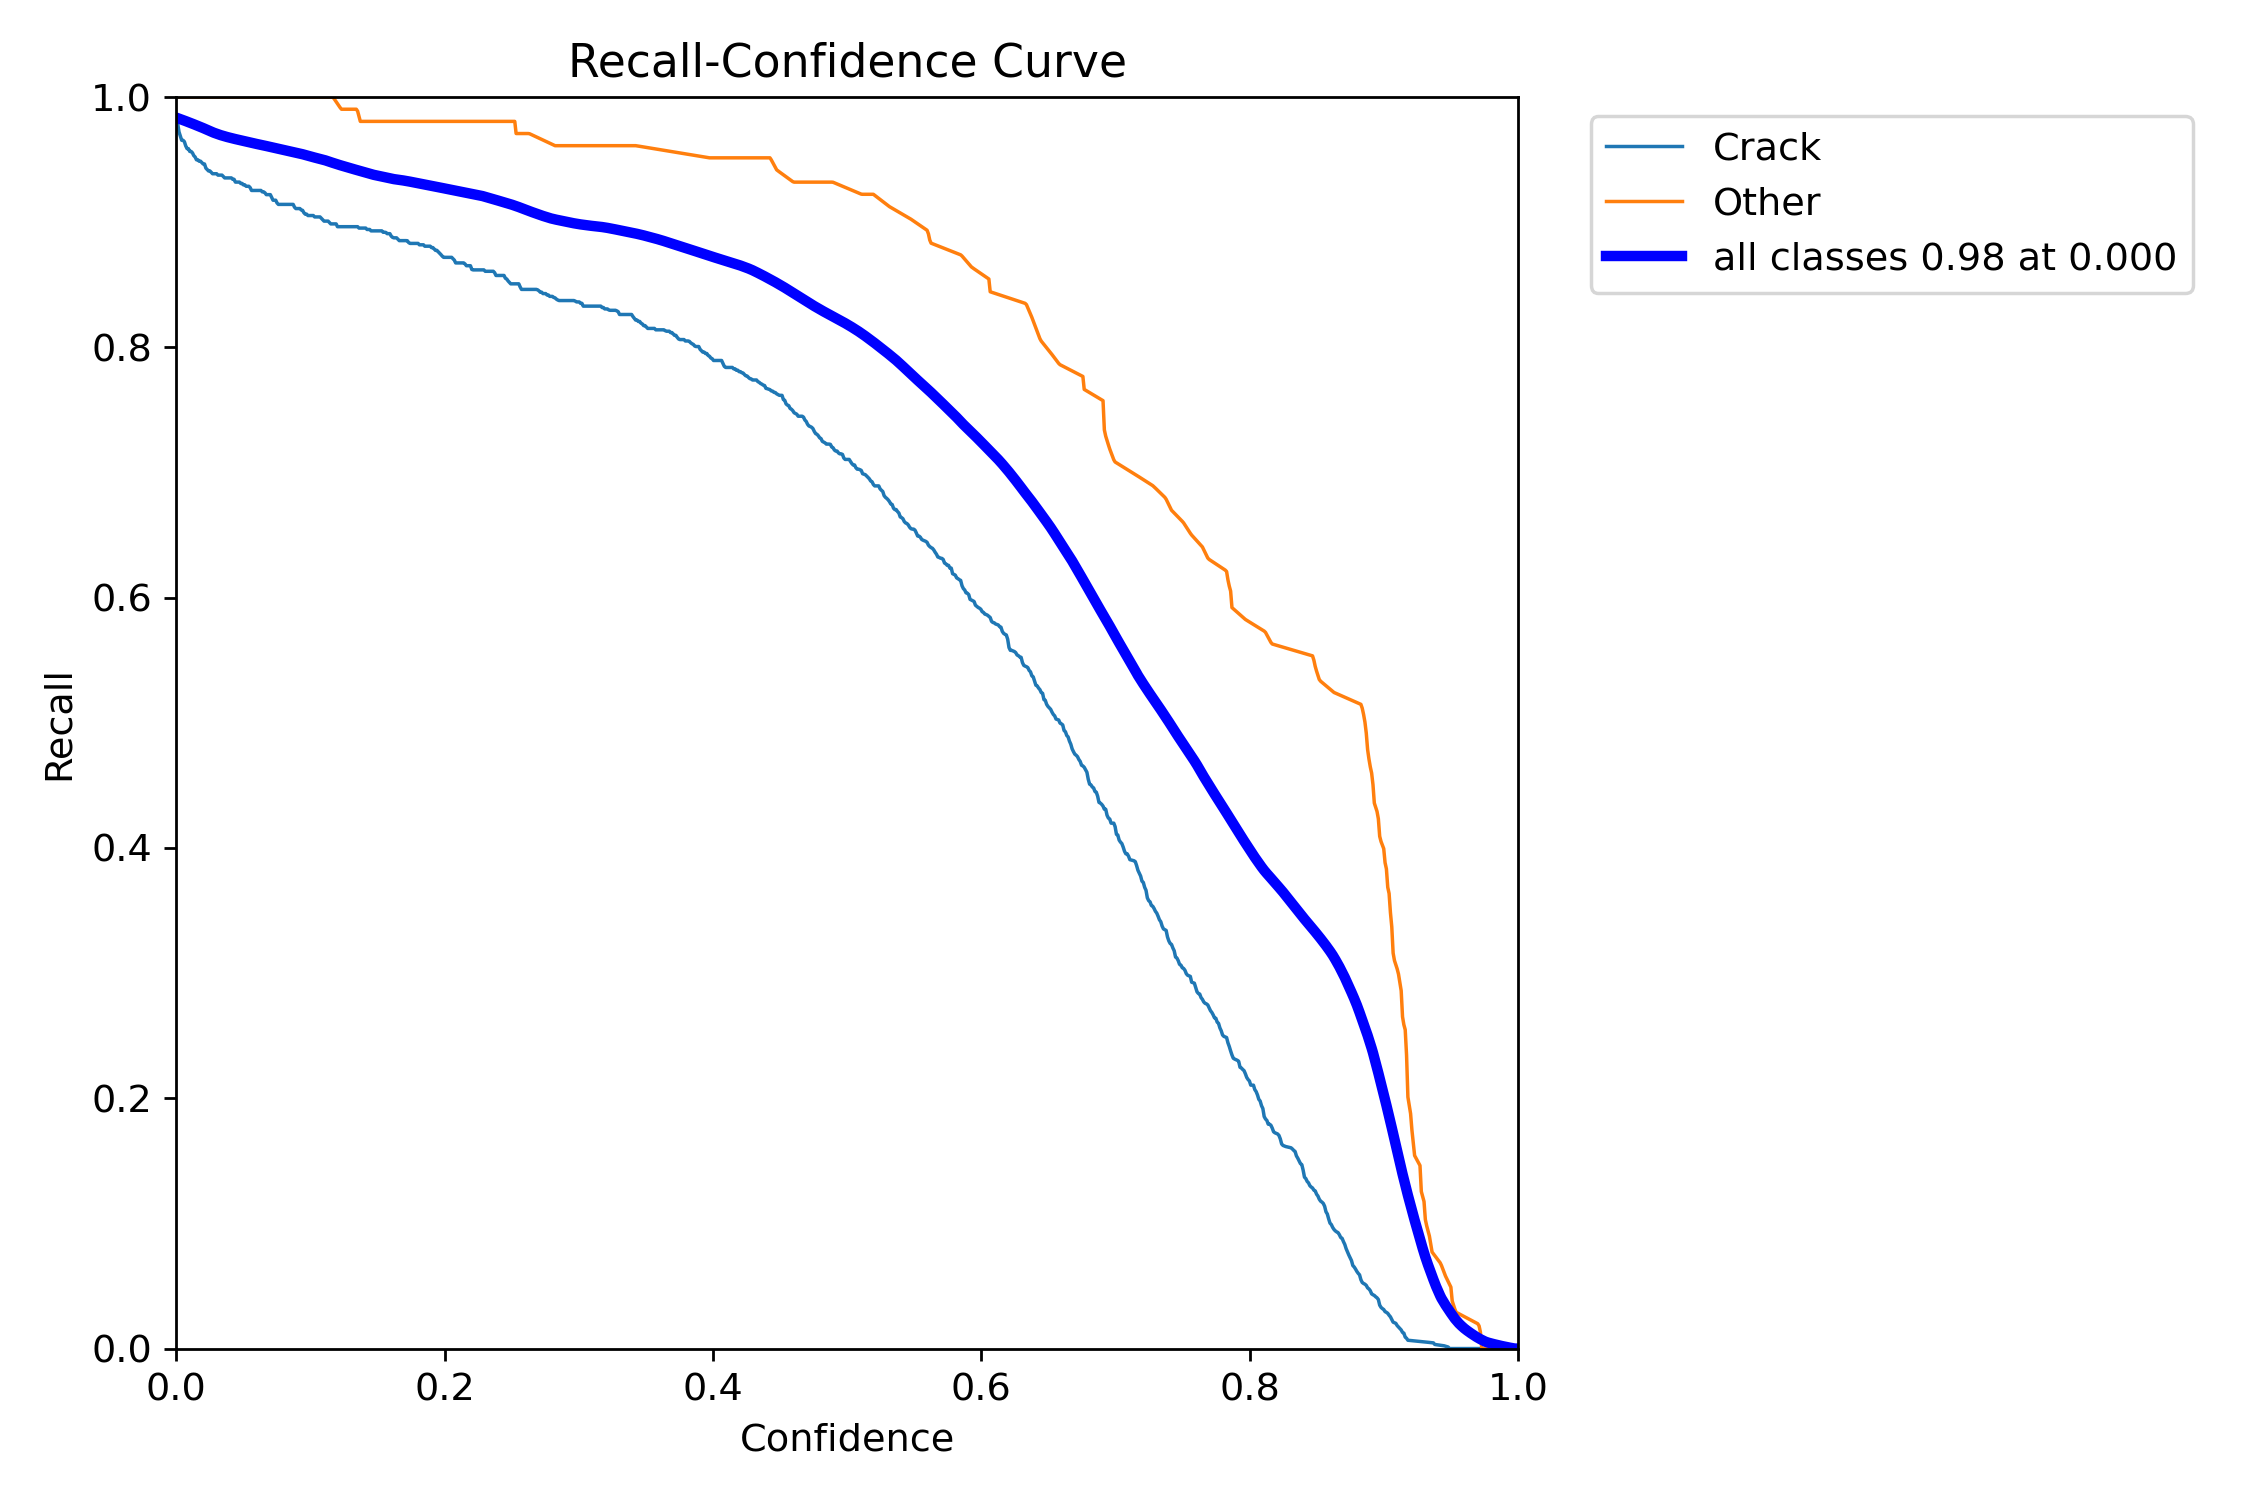 Recall-Confidence Curve
1.0
0.8
0.6
0.4
0.2
0.0
Recall
0.0 0.2 0.4 0.6 0.8 1.0
Confidence
Crack
Other
all classes 0.98 at 0.000